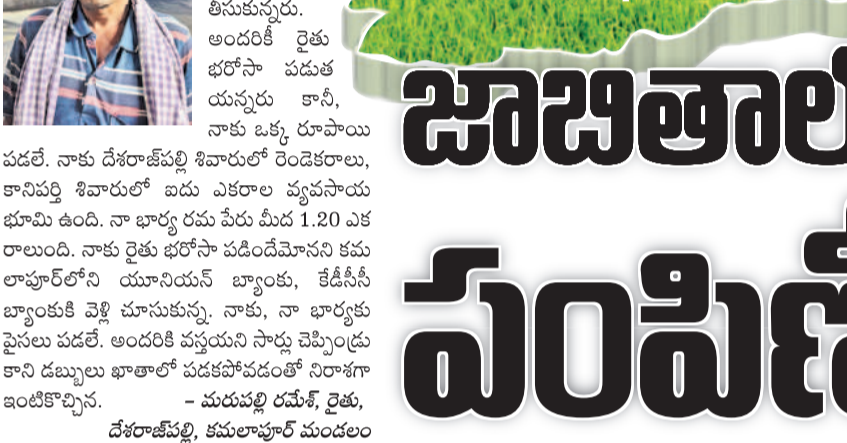 తీసుకున్నరు.
అందరికీ రైతు
భరోసా పడుత
యన్నరు కానీ,
నాకు ఒక్క రూపాయి
పడలే. నాకు దేశరాజ్‌పల్లి శివారులో రెండెకరాలు,
కానిపర్తి శివారులో ఐదు ఎకరాల వ్యవసాయ
భూమి ఉంది. నా భార్య రమ పేరు మీద 1.20 ఎక
రాలుంది. నాకు రైతు భరోసా పడిందేమోనని కమ
లాపూర్‌లోని యూనియన్ బ్యాంకు, కేడీసీసీ
బ్యాంకుకి వెళ్లి చూసుకున్న. నాకు, నా భార్యకు
పైసలు పడలే. అందరికి వస్తయని సార్లు చెప్పిండ్రు
కాని డబ్బులు ఖాతాలో పడకపోవడంతో నిరాశగా
ఇంటికొచ్చిన. – మరుపల్లి రమేశ్, రైతు,
దేశరాజ్‌పల్లి, కమలాపూర్ మండలం
జాబితాల
పంపిణీ